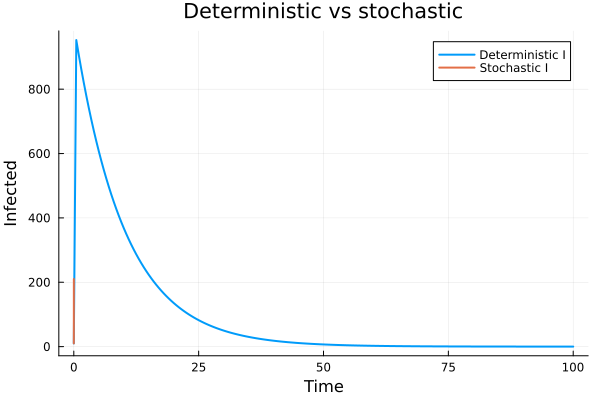 Deterministic vs stochastic
Deterministic I
Stochastic I
Infected
800
600
400
200
0
0 25 50 75 100
Time